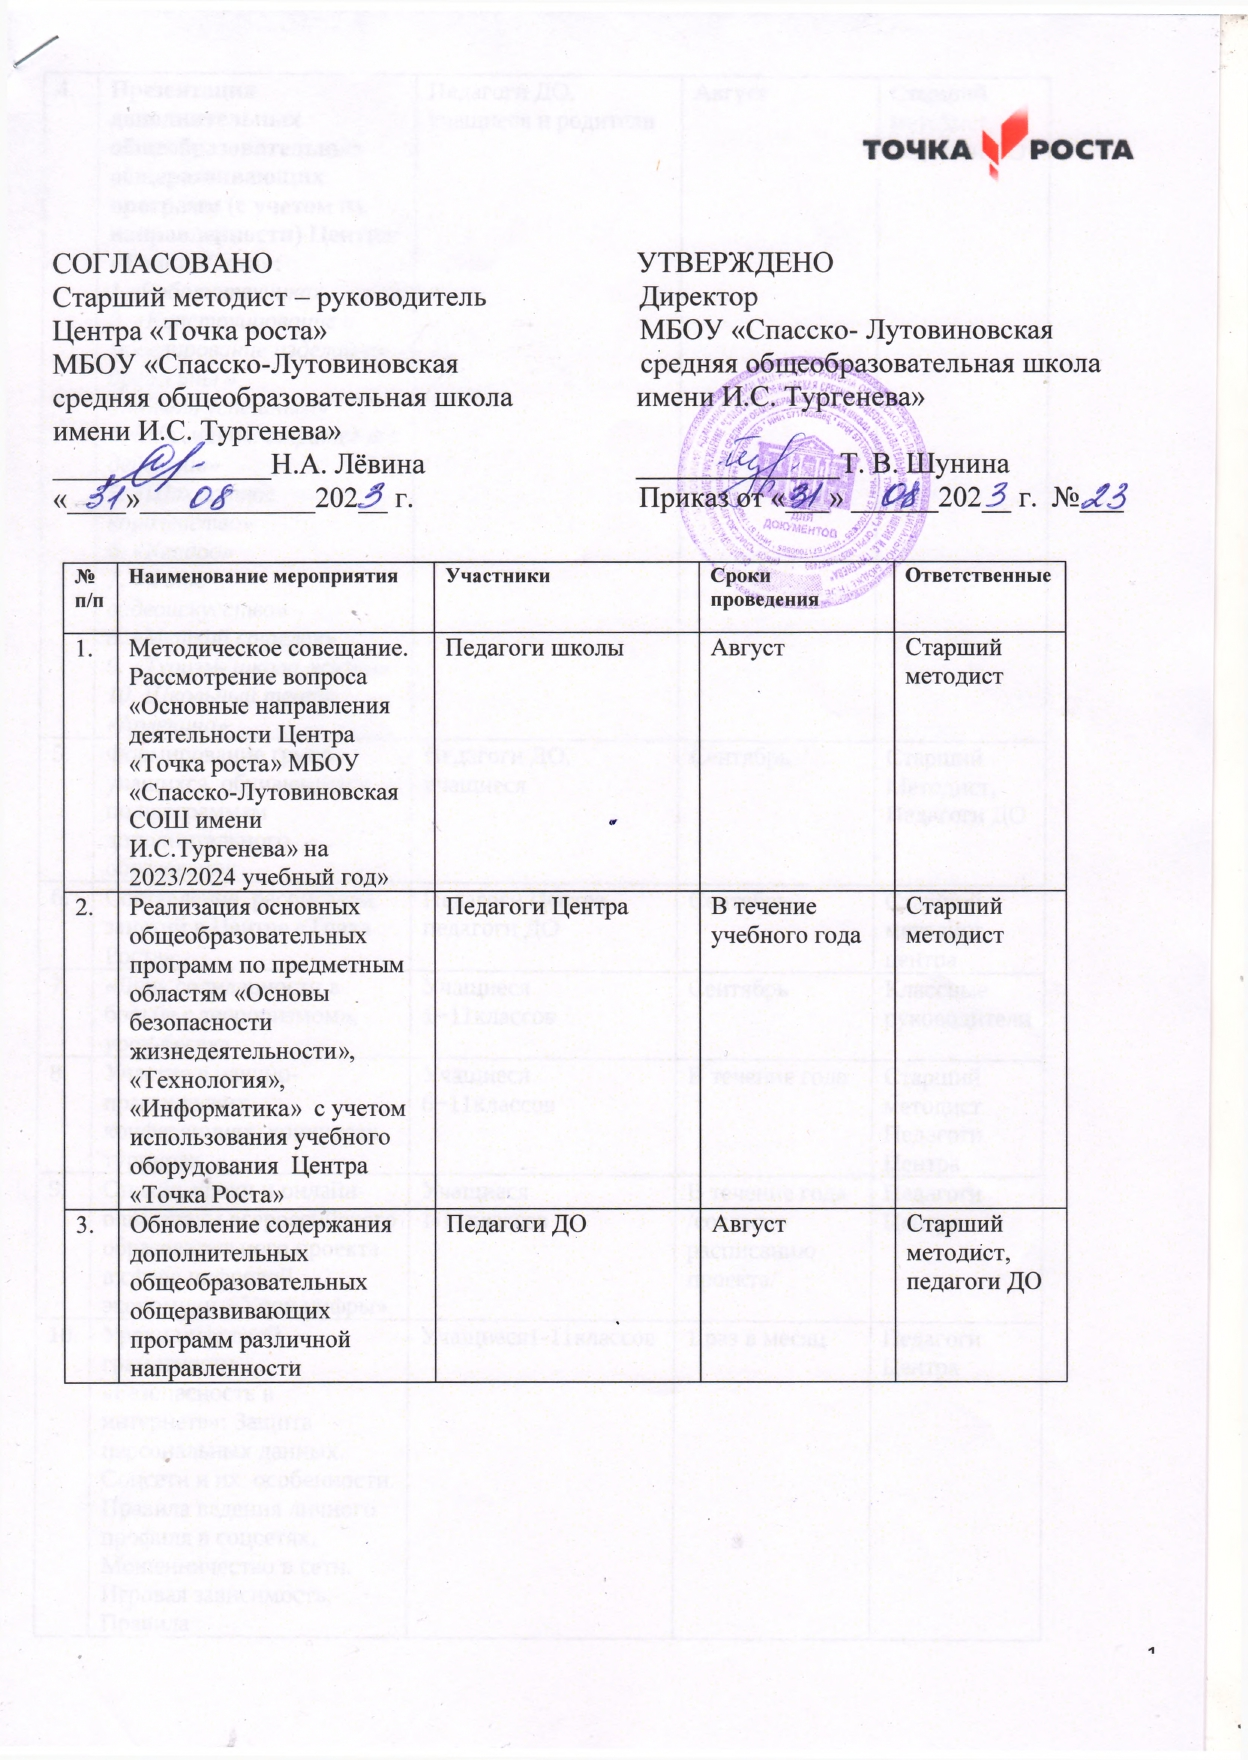 ТОЧКА РОСТА
СОГЛАСОВАНО
Старший методист – руководитель
Центра «Точка роста»
МБОУ «Спасско-Лутовиновская
средняя общеобразовательная школа
имени И.С. Тургенева»
Н.А. Лёвина
«31» 08 2023 г.
УТВЕРЖДЕНО
Директор
МБОУ «Спасско- Лутовиновская
средняя общеобразовательная школа
имени И.С. Тургенева»
Т. В. Шунина
Приказ от «31» 08 2023 г. №23
ДЛЯ
ДОКУМЕНТОВ
№
п/п
Наименование мероприятия
Участники
Сроки
проведения
Ответственные
1.
Методическое совещание.
Рассмотрение вопроса
«Основные направления
деятельности Центра
«Точка роста» МБОУ
«Спасско-Лутовиновская
СОШ имени
И.С.Тургенева» на
2023/2024 учебный год»
Педагоги школы
Август
Старший
методист
2.
Реализация основных
общеобразовательных
программ по предметным
областям «Основы
безопасности
жизнедеятельности»,
«Технология»,
«Информатика»  с учетом
использования учебного
оборудования  Центра
«Точка Роста»
Педагоги Центра
В течение
учебного года
Старший
методист
3.
Обновление содержания
дополнительных
общеобразовательных
общеразвивающих
программ различной
направленности
Педагоги ДО
Август
Старший
методист,
педагоги ДО
1